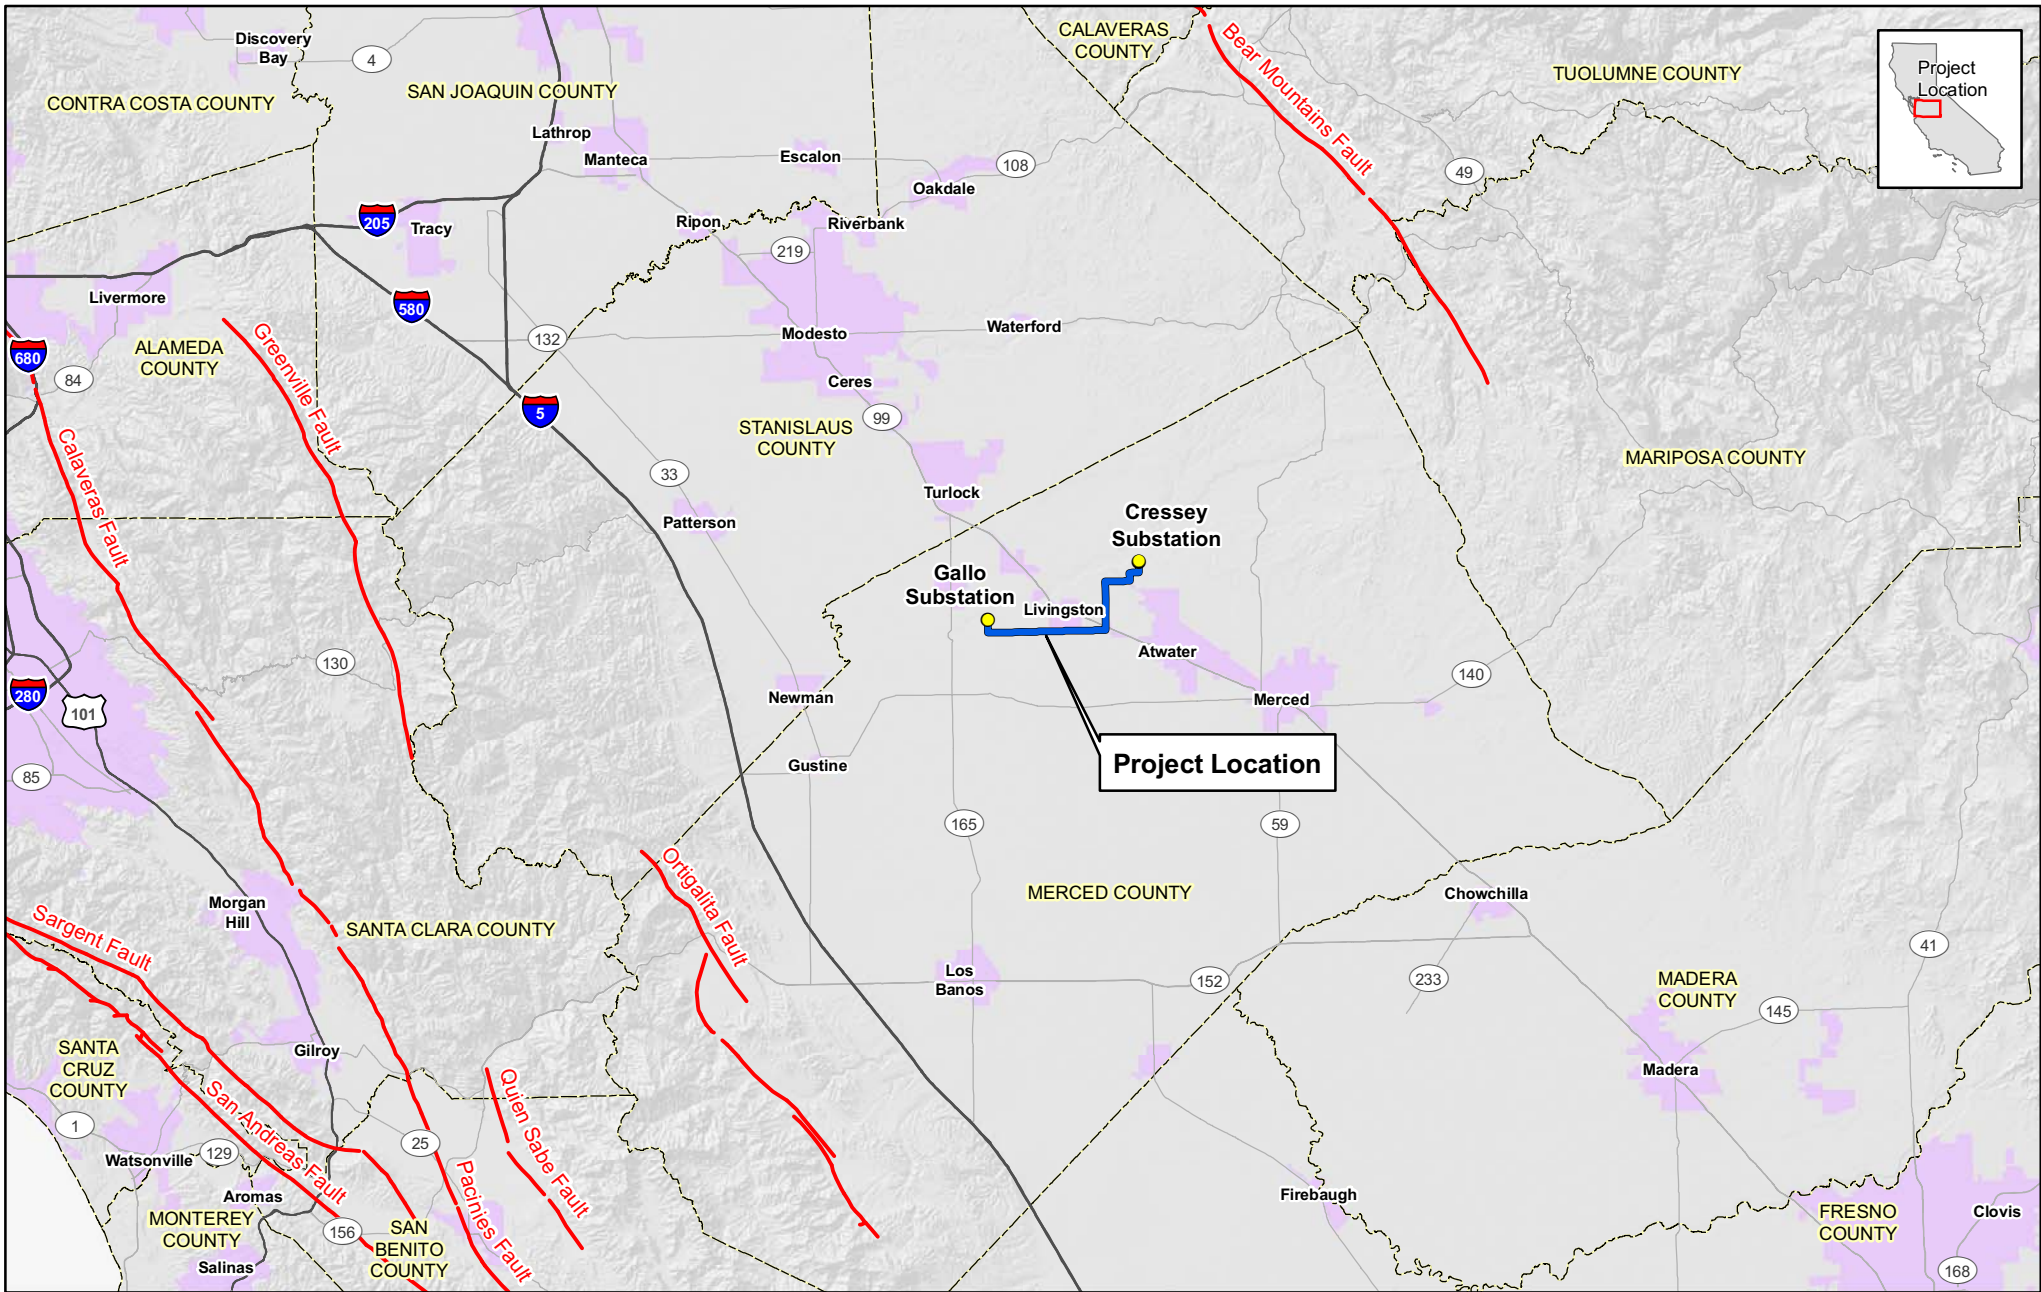 Discovery
Bay
4
CONTRA COSTA COUNTY
SAN JOAQUIN COUNTY
CALAVERAS
COUNTY
Bear Mountains Fault
TUOLUMNE COUNTY
Project
Location
Lathrop
Manteca
Escalon
Oakdale
108
49
205
Tracy
Ripon
Riverbank
219
Livermore
580
680
84
ALAMEDA
COUNTY
Greenville Fault
132
Modesto
Waterford
Ceres
5
99
STANISLAUS
COUNTY
Calaveras Fault
33
Patterson
Turlock
MARIPOSA COUNTY
Cressey
Substation
Gallo
Substation
Livingston
Atwater
130
280
101
Newman
Merced
140
Gustine
Project Location
85
165
59
Ortigalita Fault
MERCED COUNTY
Chowchilla
Morgan
Hill
SANTA CLARA COUNTY
Sargent Fault
41
Los
Banos
152
233
MADERA
COUNTY
145
SANTA
CRUZ
COUNTY
Gilroy
Madera
San Andreas Fault
Quien Sabe Fault
1
25
Watsonville
129
Pacinies Fault
Aromas
Firebaugh
MONTEREY
COUNTY
156
SAN
BENITO
COUNTY
FRESNO
COUNTY
Clovis
Salinas
168